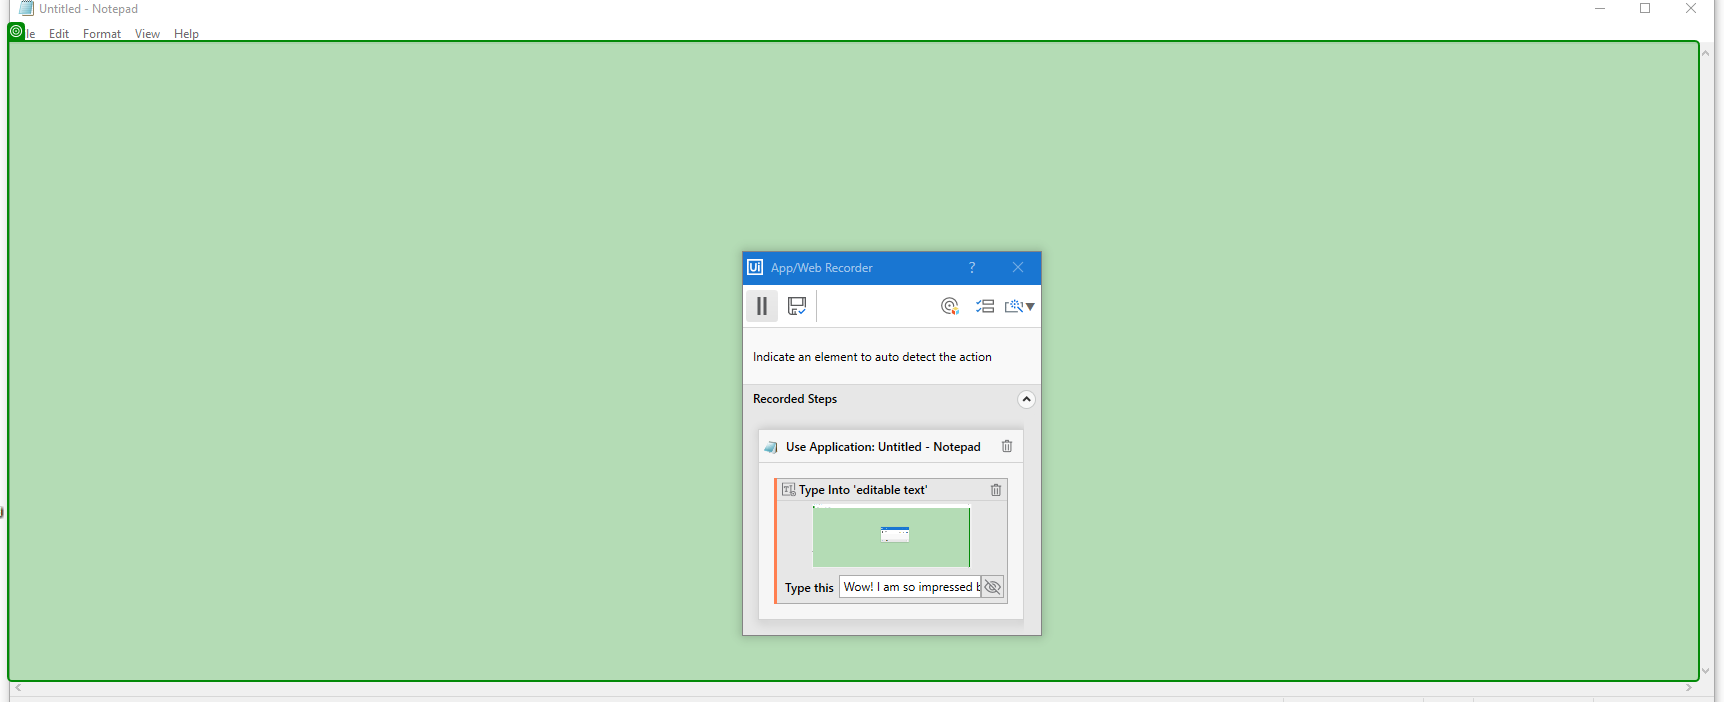 Untitled - Notepad
le Edit Format View Help
Ui App/Web Recorder ?
Indicate an element to auto detect the action
Recorded Steps
Use Application: Untitled - Notepad
Type Into 'editable text'
Type this Wow! I am so impressed